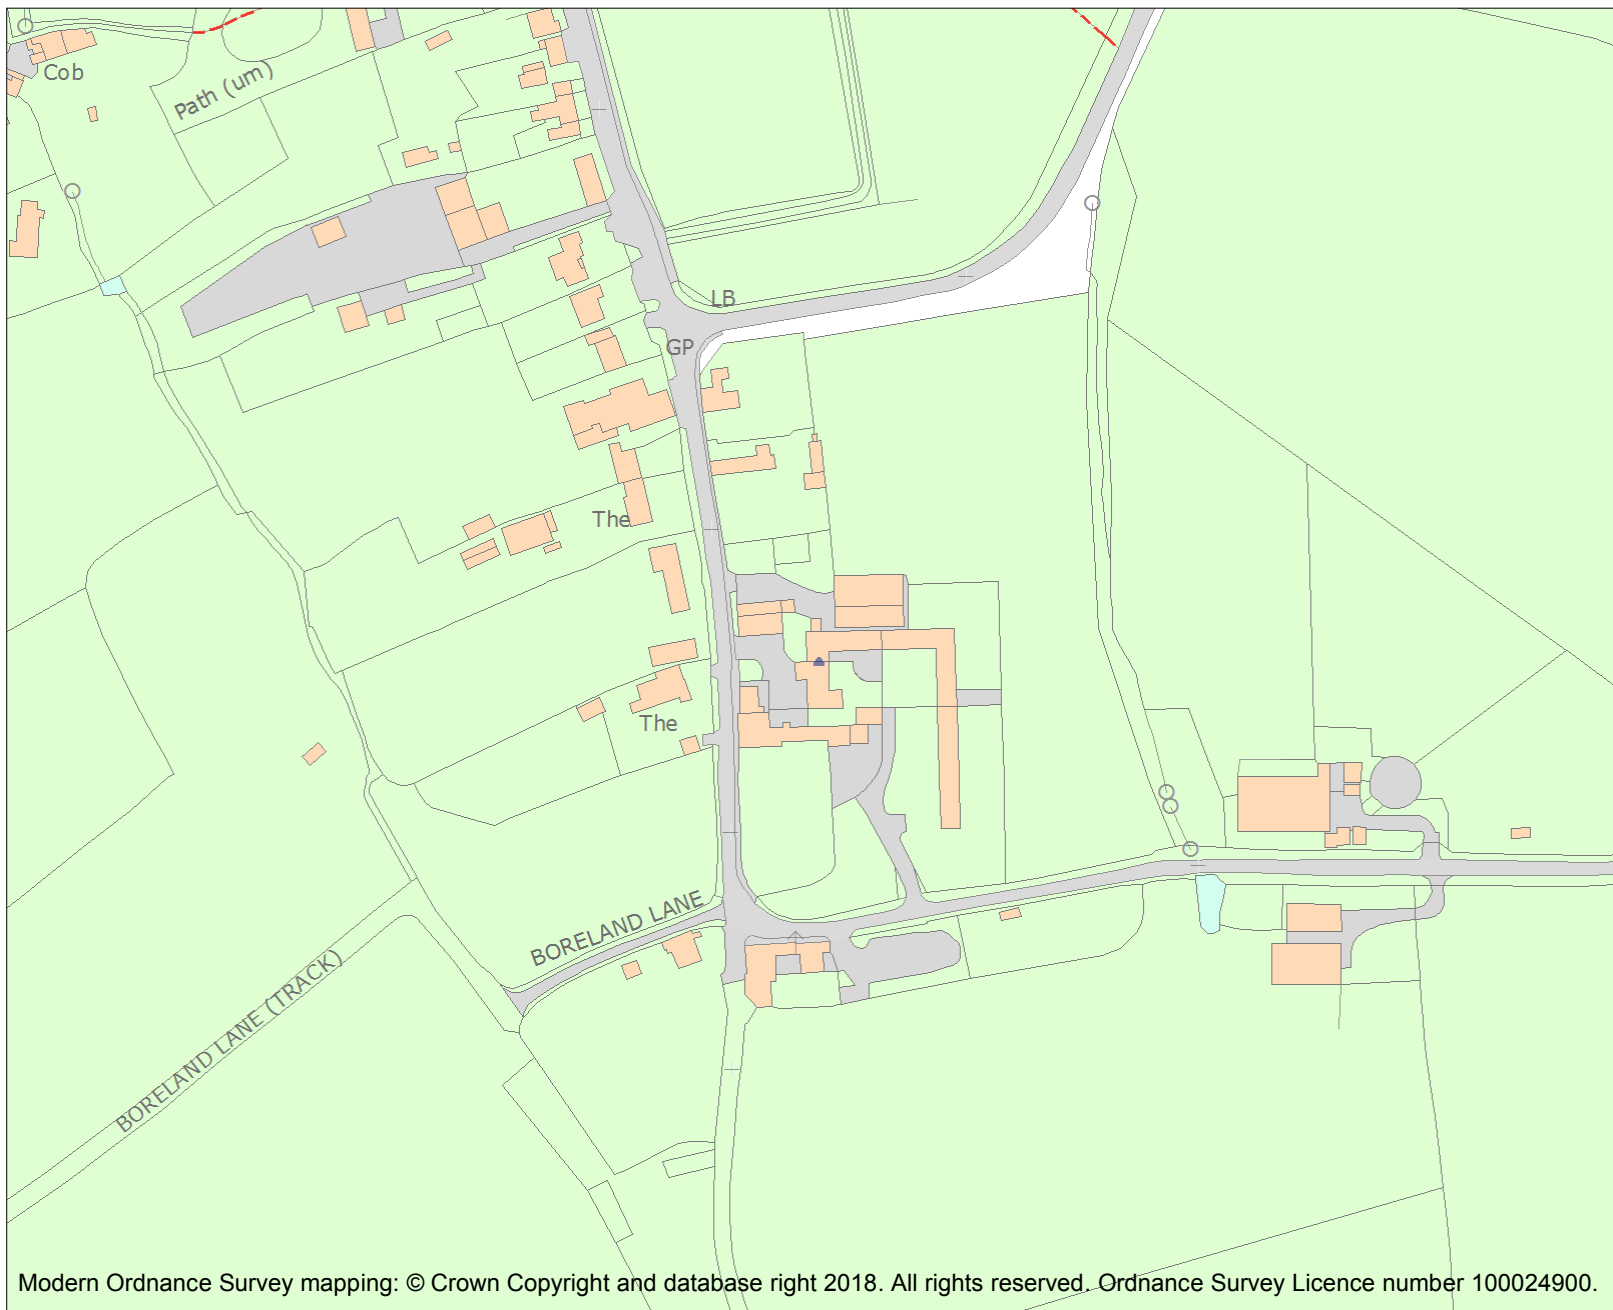 Cob
Path (um)
LB
GP
The
The
BORELAND LANE
BORELAND LANE (TRACK)
Modern Ordnance Survey mapping: © Crown Copyright and database right 2018. All rights reserved. Ordnance Survey Licence number 100024900.